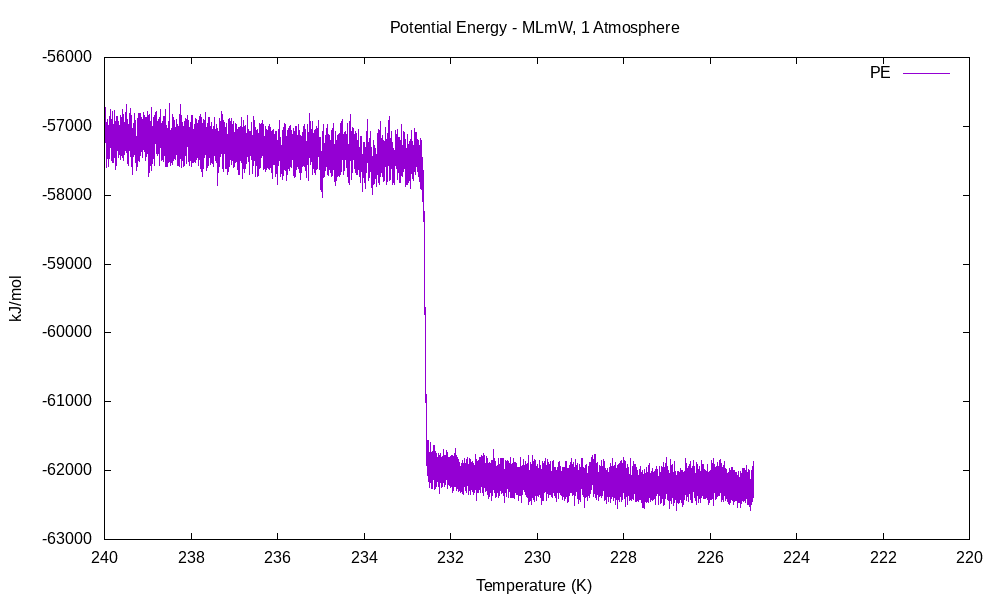 Potential Energy - MLmW, 1 Atmosphere
-56000
PE
-57000
-58000
-59000
kJ/mol
-60000
-61000
-62000
-63000
240 238 236 234 232 230 228 226 224 222 220
Temperature (K)